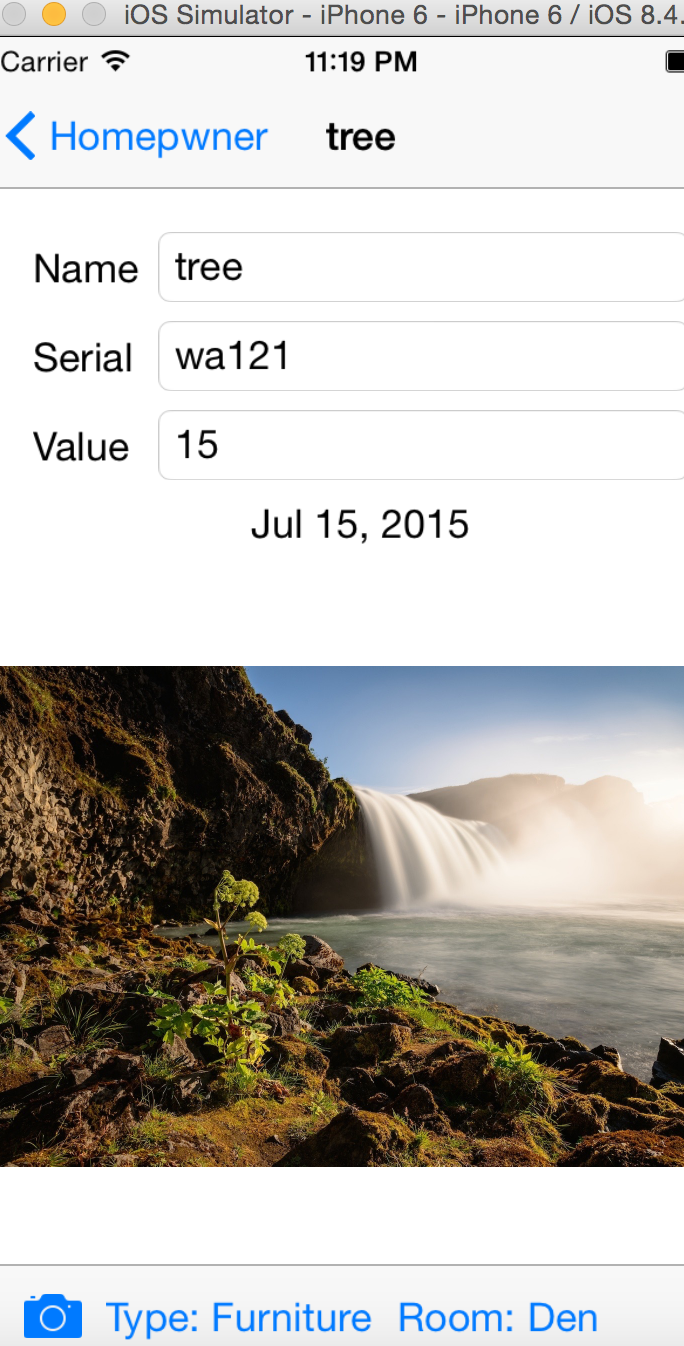 iOS Simulator - iPhone 6 - iPhone 6 / iOS 8.4.
Carrier 11:19 PM
Homepwner tree
Name tree
Serial wa121
Value 15
Jul 15, 2015
Type: Furniture Room: Den